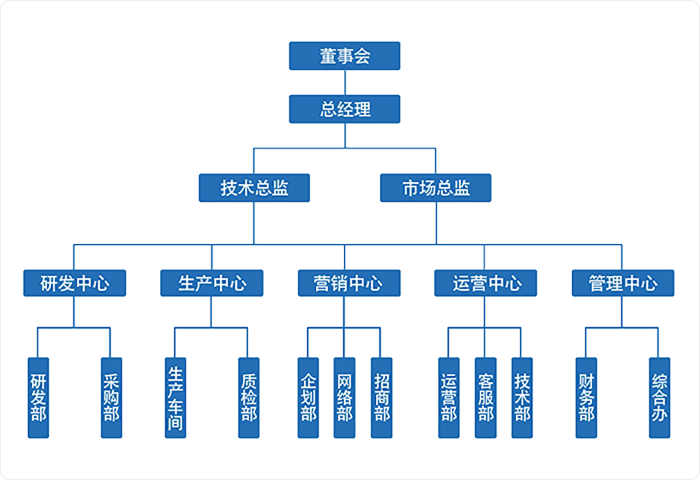 董事会
总经理
技术总监
市场总监
研发中心
生产中心
营销中心
运营中心
管理中心
研发部
采购部
生产车间
质检部
企划部
网络部
招商部
运营部
客服部
技术部
财务部
综合办